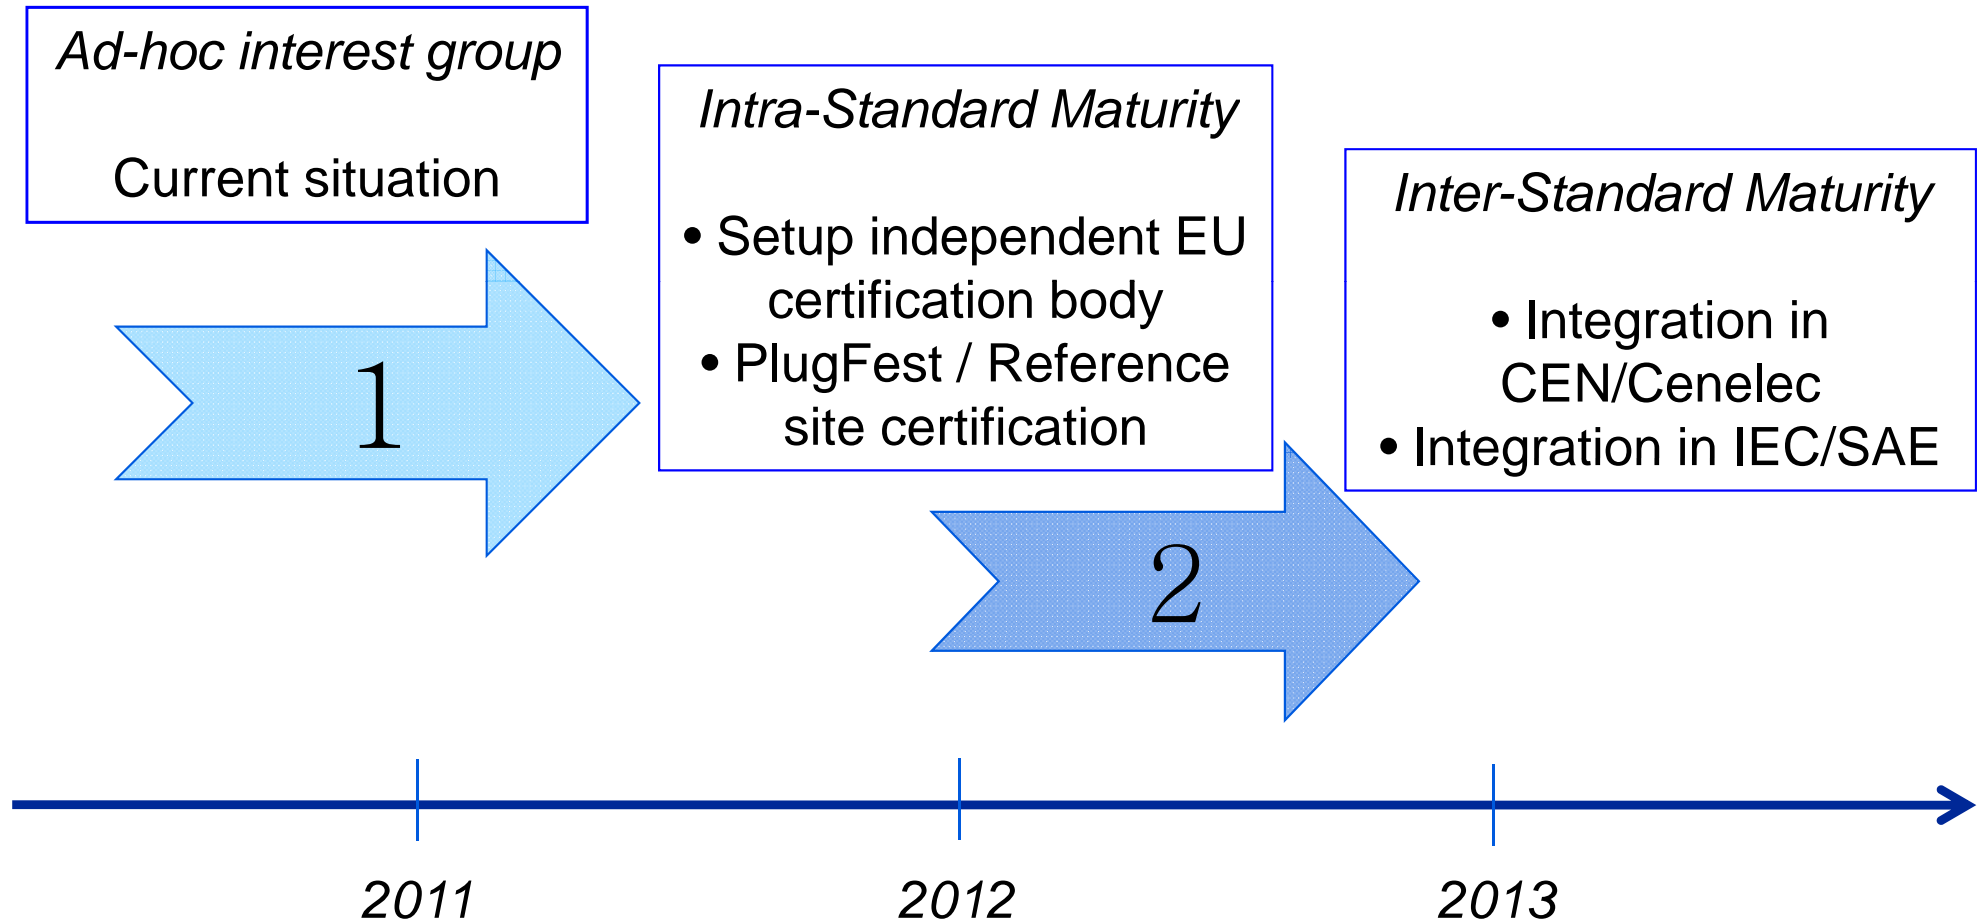 Ad-hoc interest group
Current situation
Intra-Standard Maturity
• Setup independent EU
certification body
• PlugFest / Reference
site certification
Inter-Standard Maturity
• Integration in
CEN/Cenelec
• Integration in IEC/SAE
1
2
2011
2012
2013